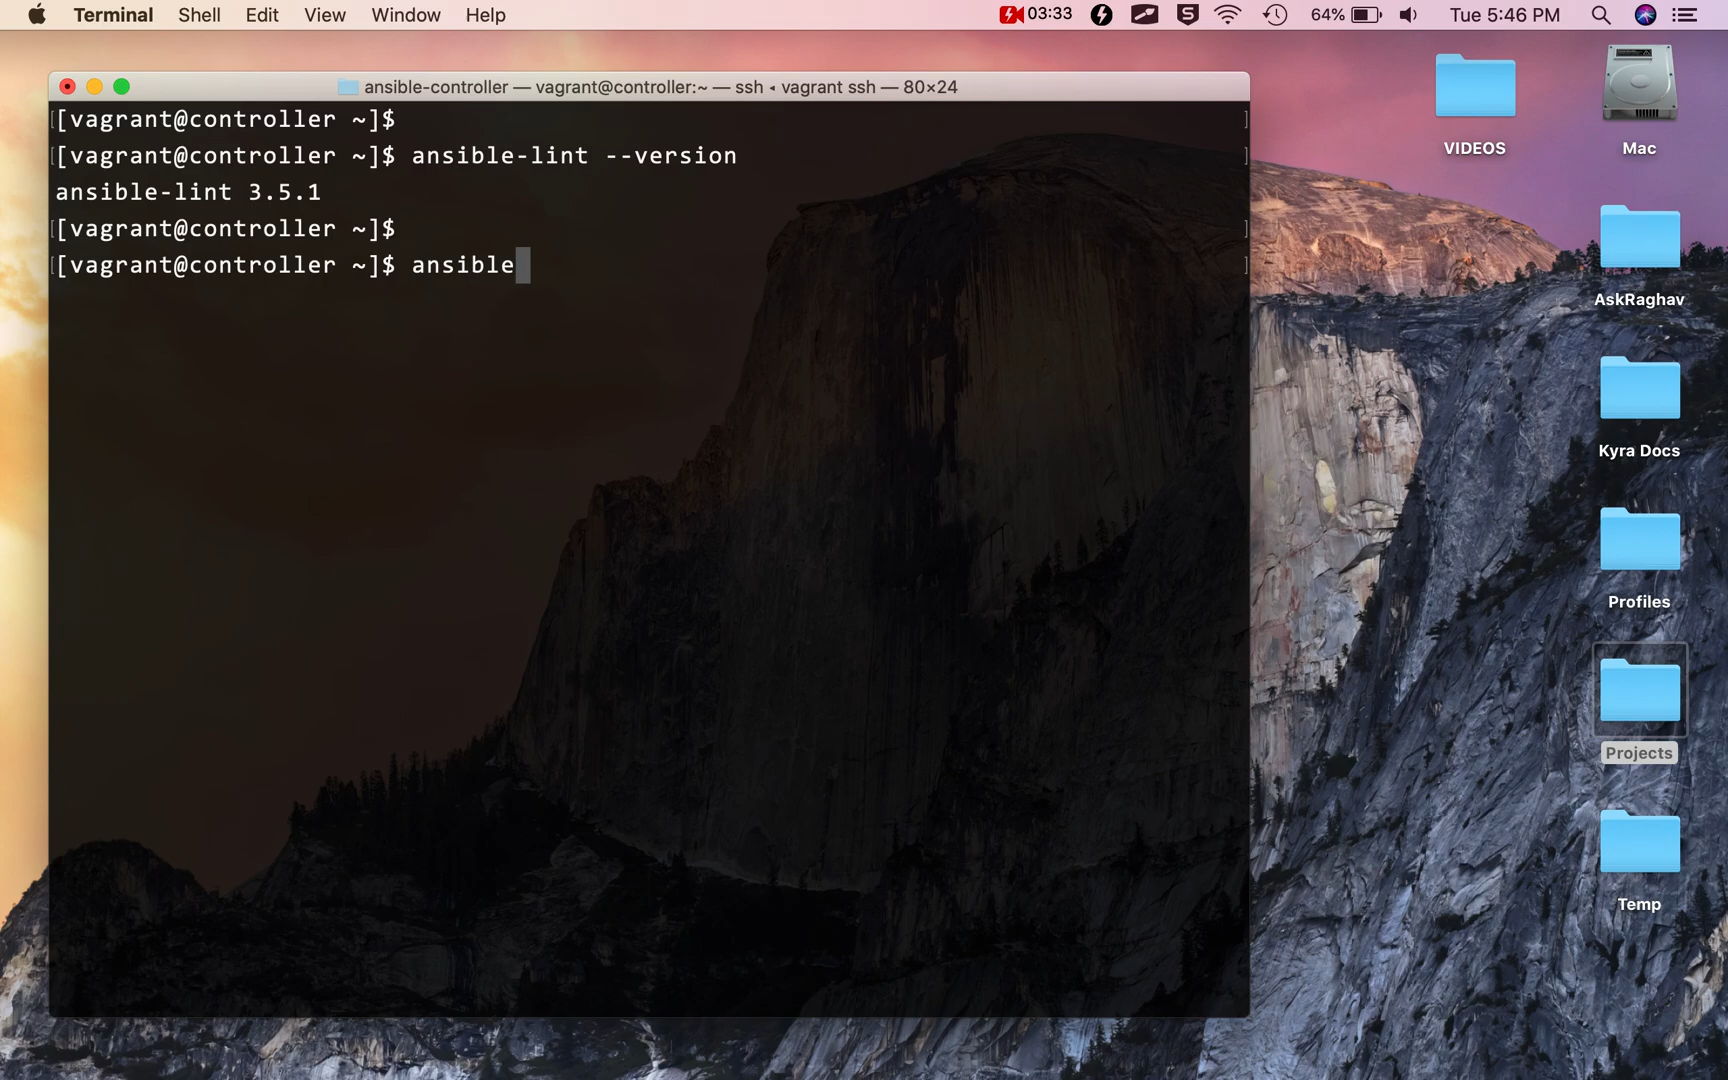 Terminal Shell Edit View Window Help 03:33 64% Tue 5:46 PM
ansible-controller — vagrant@controller:~ — ssh ◂ vagrant ssh — 80×24
[vagrant@controller ~]$
[vagrant@controller ~]$ ansible-lint --version
ansible-lint 3.5.1
[vagrant@controller ~]$
[vagrant@controller ~]$ ansible
VIDEOS
Mac
AskRaghav
Kyra Docs
Profiles
Projects
Temp